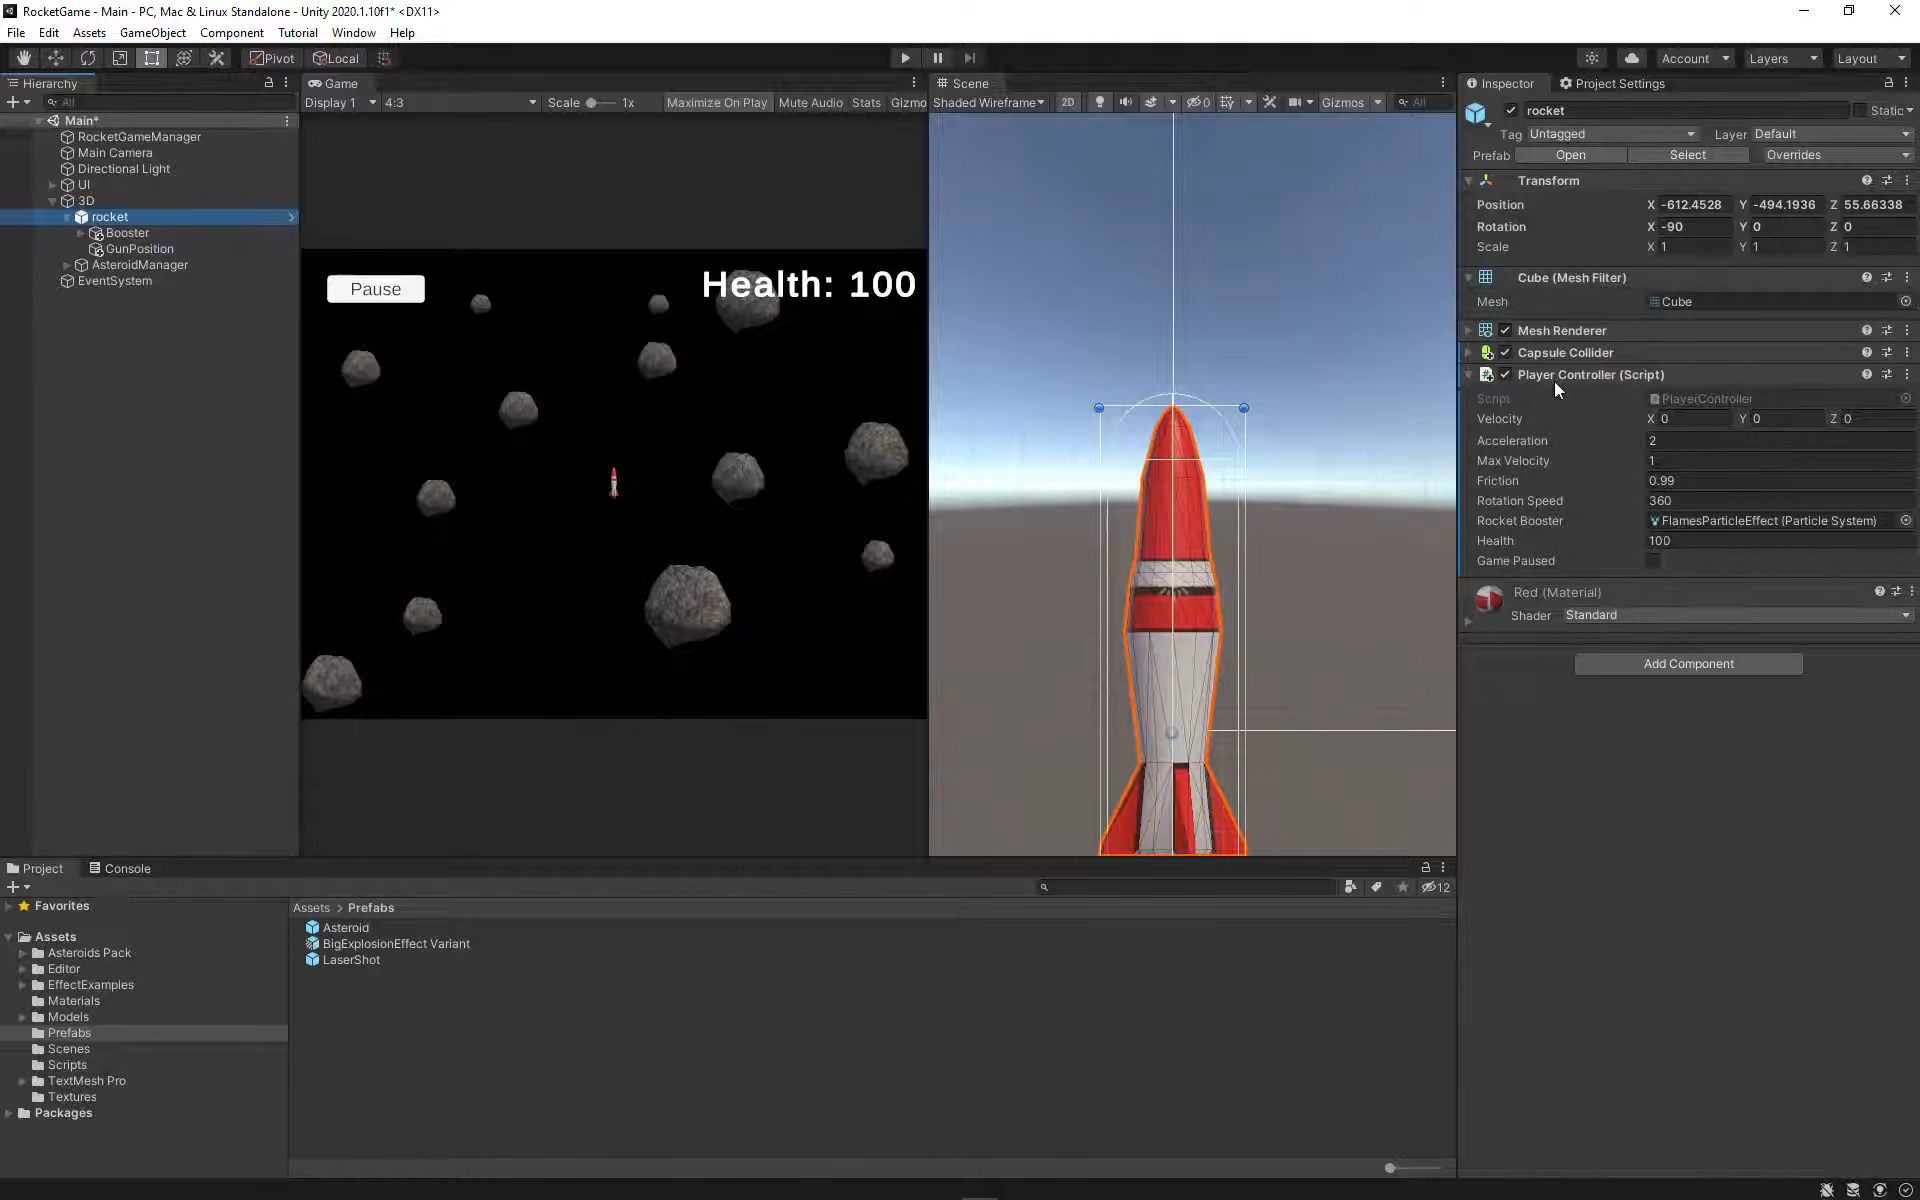 RocketGame - Main - PC, Mac & Linux Standalone - Unity 2020.1.10f1* <DX11>
File Edit Assets GameObject Component Tutorial Window Help
Pivot Local Account Layers Layout
Hierarchy
All
Main*
RocketGameManager
Main Camera
Directional Light
UI
3D
rocket
Booster
GunPosition
AsteroidManager
EventSystem
Game
Display 1 4:3 Scale 1x Maximize On Play Mute Audio Stats Gizmo
Pause
Health: 100
Scene
Shaded Wireframe 2D 0 Gizmos All
Inspector Project Settings
rocket Static
Tag Untagged Layer Default
Prefab Open Select Overrides
Transform
Position X -612.4528 Y -494.1936 Z 55.66338
Rotation X -90 Y 0 Z 0
Scale X 1 Y 1 Z 1
Cube (Mesh Filter)
Mesh Cube
Mesh Renderer
Capsule Collider
Player Controller (Script)
Script PlayerController
Velocity X 0 Y 0 Z 0
Acceleration 2
Max Velocity 1
Friction 0.99
Rotation Speed 360
Rocket Booster FlamesParticleEffect (Particle System)
Health 100
Game Paused
Red (Material)
Shader Standard
Add Component
Project Console
12
Favorites
Assets
Asteroids Pack
Editor
EffectExamples
Materials
Models
Prefabs
Scenes
Scripts
TextMesh Pro
Textures
Packages
Assets > Prefabs
Asteroid
BigExplosionEffect Variant
LaserShot